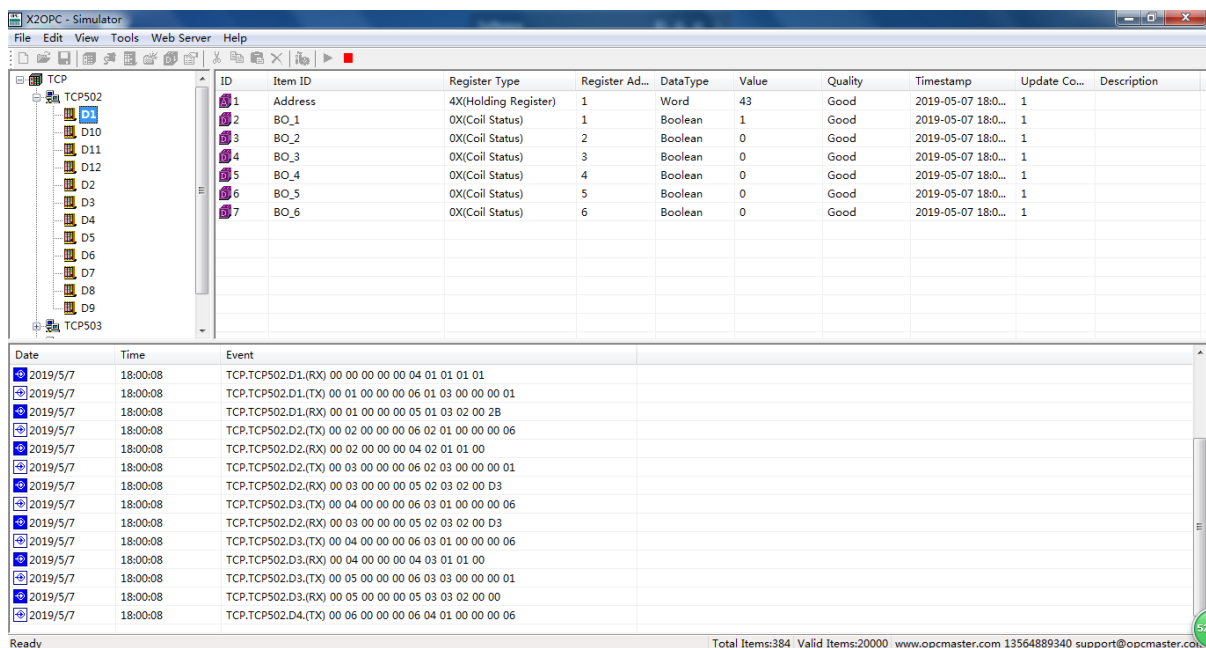 X2OPC - Simulator
File Edit View Tools Web Server Help
TCP
TCP502
D1
D10
D11
D12
D2
D3
D4
D5
D6
D7
D8
D9
TCP503
ID Item ID Register Type Register Ad... DataType Value Quality Timestamp Update Co... Description
1 Address 4X(Holding Register) 1 Word 43 Good 2019-05-07 18:0... 1
2 BO_1 0X(Coil Status) 1 Boolean 1 Good 2019-05-07 18:0... 1
3 BO_2 0X(Coil Status) 2 Boolean 0 Good 2019-05-07 18:0... 1
4 BO_3 0X(Coil Status) 3 Boolean 0 Good 2019-05-07 18:0... 1
5 BO_4 0X(Coil Status) 4 Boolean 0 Good 2019-05-07 18:0... 1
6 BO_5 0X(Coil Status) 5 Boolean 0 Good 2019-05-07 18:0... 1
7 BO_6 0X(Coil Status) 6 Boolean 0 Good 2019-05-07 18:0... 1
Date Time Event
2019/5/7 18:00:08 TCP.TCP502.D1.(RX) 00 00 00 00 00 04 01 01 01 01
2019/5/7 18:00:08 TCP.TCP502.D1.(TX) 00 01 00 00 00 06 01 03 00 00 00 01
2019/5/7 18:00:08 TCP.TCP502.D1.(RX) 00 01 00 00 00 05 01 03 02 00 2B
2019/5/7 18:00:08 TCP.TCP502.D2.(TX) 00 02 00 00 00 06 02 01 00 00 00 06
2019/5/7 18:00:08 TCP.TCP502.D2.(RX) 00 02 00 00 00 04 02 01 01 00
2019/5/7 18:00:08 TCP.TCP502.D2.(TX) 00 03 00 00 00 06 02 03 00 00 00 01
2019/5/7 18:00:08 TCP.TCP502.D2.(RX) 00 03 00 00 00 05 02 03 02 00 D3
2019/5/7 18:00:08 TCP.TCP502.D3.(TX) 00 04 00 00 00 06 03 01 00 00 00 06
2019/5/7 18:00:08 TCP.TCP502.D2.(RX) 00 03 00 00 00 05 02 03 02 00 D3
2019/5/7 18:00:08 TCP.TCP502.D3.(TX) 00 04 00 00 00 06 03 01 00 00 00 06
2019/5/7 18:00:08 TCP.TCP502.D3.(RX) 00 04 00 00 00 04 03 01 01 00
2019/5/7 18:00:08 TCP.TCP502.D3.(TX) 00 05 00 00 00 06 03 03 00 00 00 01
2019/5/7 18:00:08 TCP.TCP502.D3.(RX) 00 05 00 00 00 05 03 03 02 00 00
2019/5/7 18:00:08 TCP.TCP502.D4.(TX) 00 06 00 00 00 06 04 01 00 00 00 06
Ready Total Items:384 Valid Items:20000 www.opcmaster.com 13564889340